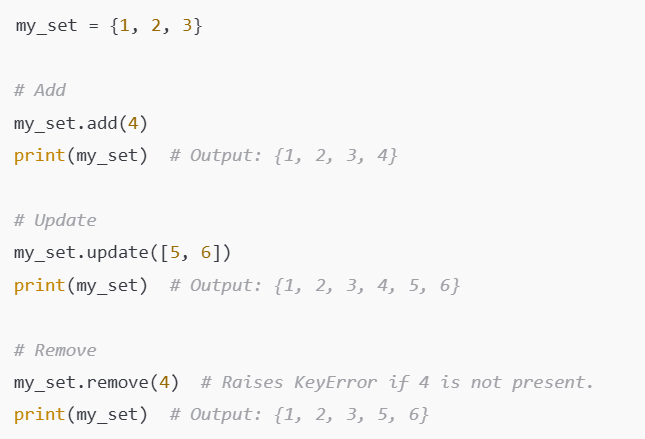 my_set = {1, 2, 3}
# Add
my_set.add(4)
print(my_set)  # Output: {1, 2, 3, 4}
# Update
my_set.update([5, 6])
print(my_set)  # Output: {1, 2, 3, 4, 5, 6}
# Remove
my_set.remove(4)  # Raises KeyError if 4 is not present.
print(my_set)  # Output: {1, 2, 3, 5, 6}